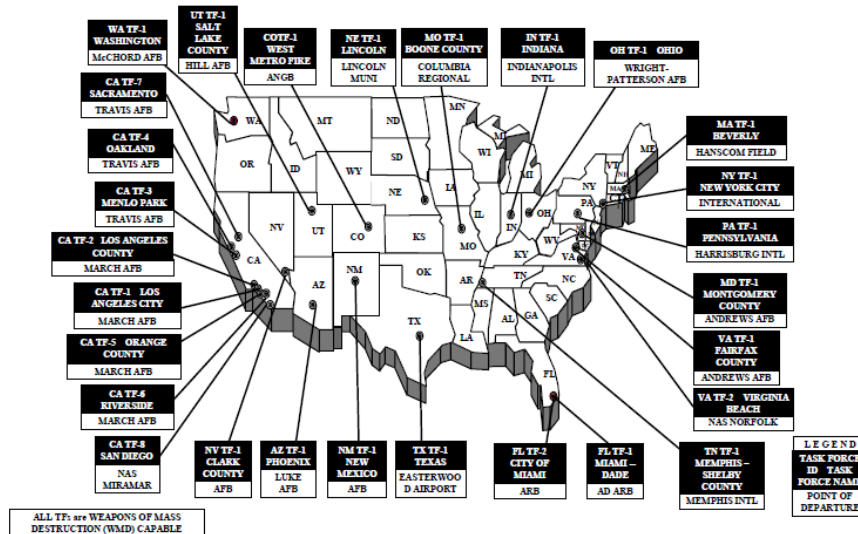 WA TF-1
WASHINGTON
McCHORD AFB
UT TF-1
SALT
LAKE
COUNTY
HILL AFB
COTF-1
WEST
METRO FIRE
ANGB
NE TF-1
LINCOLN
LINCOLN
MUNI
MO TF-1
BOONE COUNTY
COLUMBIA
REGIONAL
IN TF-1
INDIANA
INDIANAPOLIS
INTL
OH TF-1 OHIO
WRIGHT-
PATTERSON AFB
CA TF-7
SACRAMENTO
TRAVIS AFB
CA TF-4
OAKLAND
TRAVIS AFB
CA TF-3
MENLO PARK
TRAVIS AFB
CA TF-2 LOS ANGELES
COUNTY
MARCH AFB
CA TF-1 LOS
ANGELES CITY
MARCH AFB
CA TF-5 ORANGE
COUNTY
MARCH AFB
CA TF-6
RIVERSIDE
MARCH AFB
CA TF-8
SAN DIEGO
NAS
MIRAMAR
WA
MT
ND
MN
OR
ID
WY
SD
WI
MI
MI
NY
VT
NH
ME
MA
CT
NV
UT
CO
NE
IA
IL
IN
OH
PA
CA
KS
MO
KY
WV
VA
AZ
NM
OK
AR
TN
NC
TX
LA
MS
AL
GA
SC
FL
MA TF-1
BEVERLY
HANSCOM FIELD
NY TF-1
NEW YORK CITY
INTERNATIONAL
PA TF-1
PENNSYLVANIA
HARRISBURG INTL
MD TF-1
MONTGOMERY
COUNTY
ANDREWS AFB
VA TF-1
FAIRFAX
COUNTY
ANDREWS AFB
VA TF-2 VIRGINIA
BEACH
NAS NORFOLK
NV TF-1
CLARK
COUNTY
AFB
AZ TF-1
PHOENIX
LUKE
AFB
NM TF-1
NEW
MEXICO
AFB
TX TF-1
TEXAS
EASTERWOO
D AIRPORT
FL TF-2
CITY OF
MIAMI
ARB
FL TF-1
MIAMI –
DADE
AD ARB
TN TF-1
MEMPHIS –
SHELBY
COUNTY
MEMPHIS INTL
LEGEND
TASK FORCE
ID TASK
FORCE NAME
POINT OF
DEPARTURE
ALL TFs are WEAPONS OF MASS
DESTRUCTION (WMD) CAPABLE